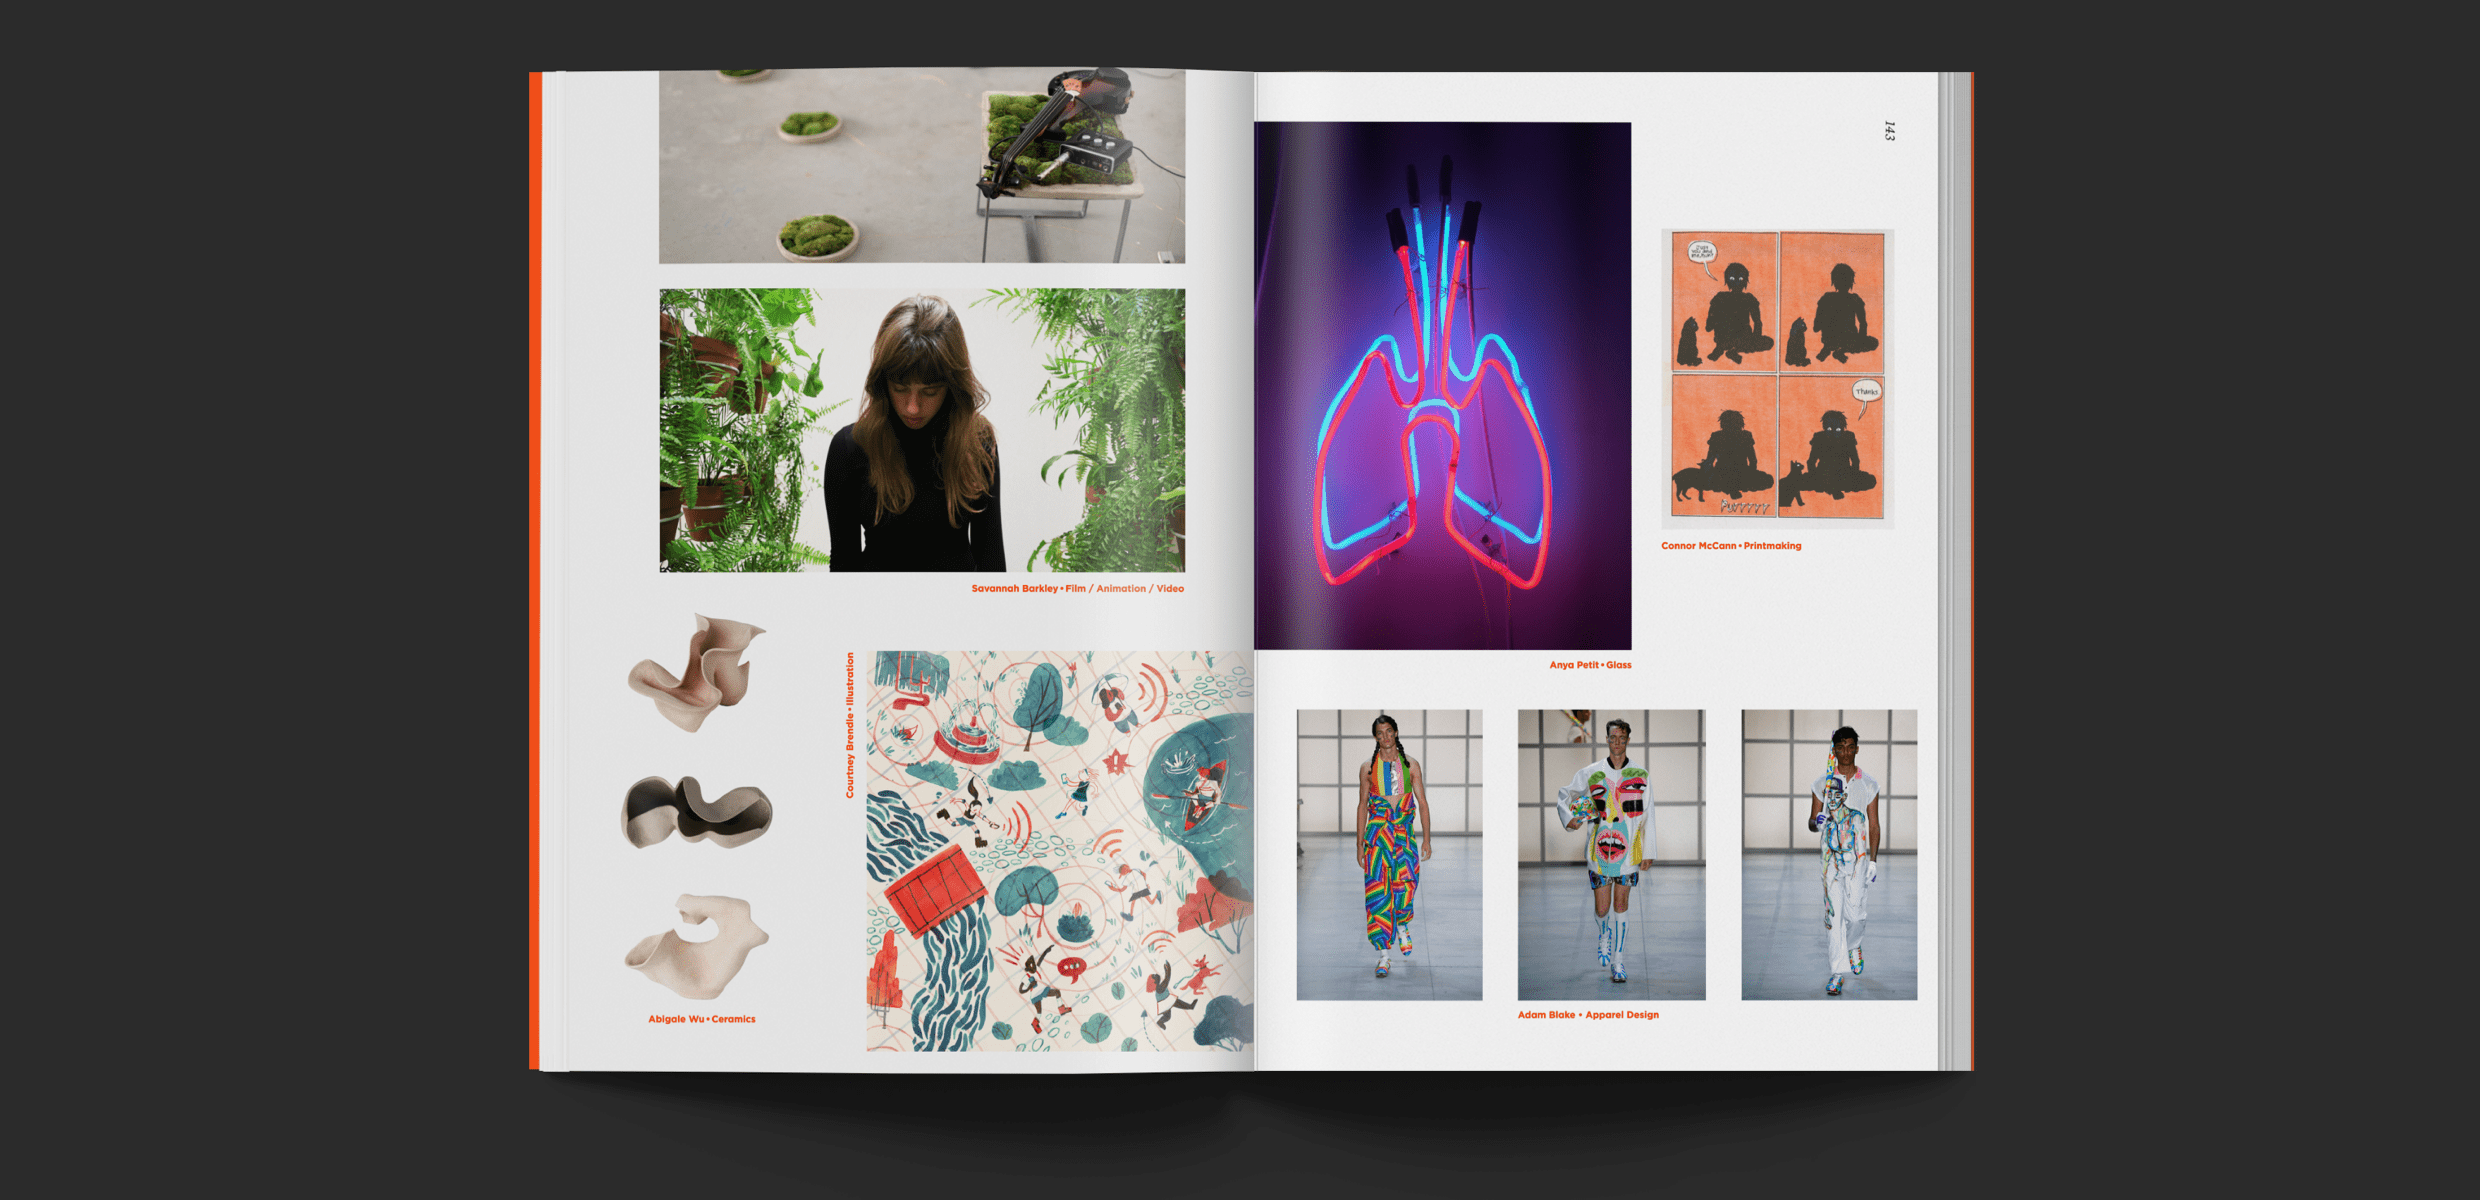 Savannah Barkley • Film / Animation / Video
Courtney Brendle • Illustration
Abigale Wu • Ceramics
143
Thanks.
Purrrrr
Connor McCann • Printmaking
Anya Petit • Glass
Adam Blake • Apparel Design